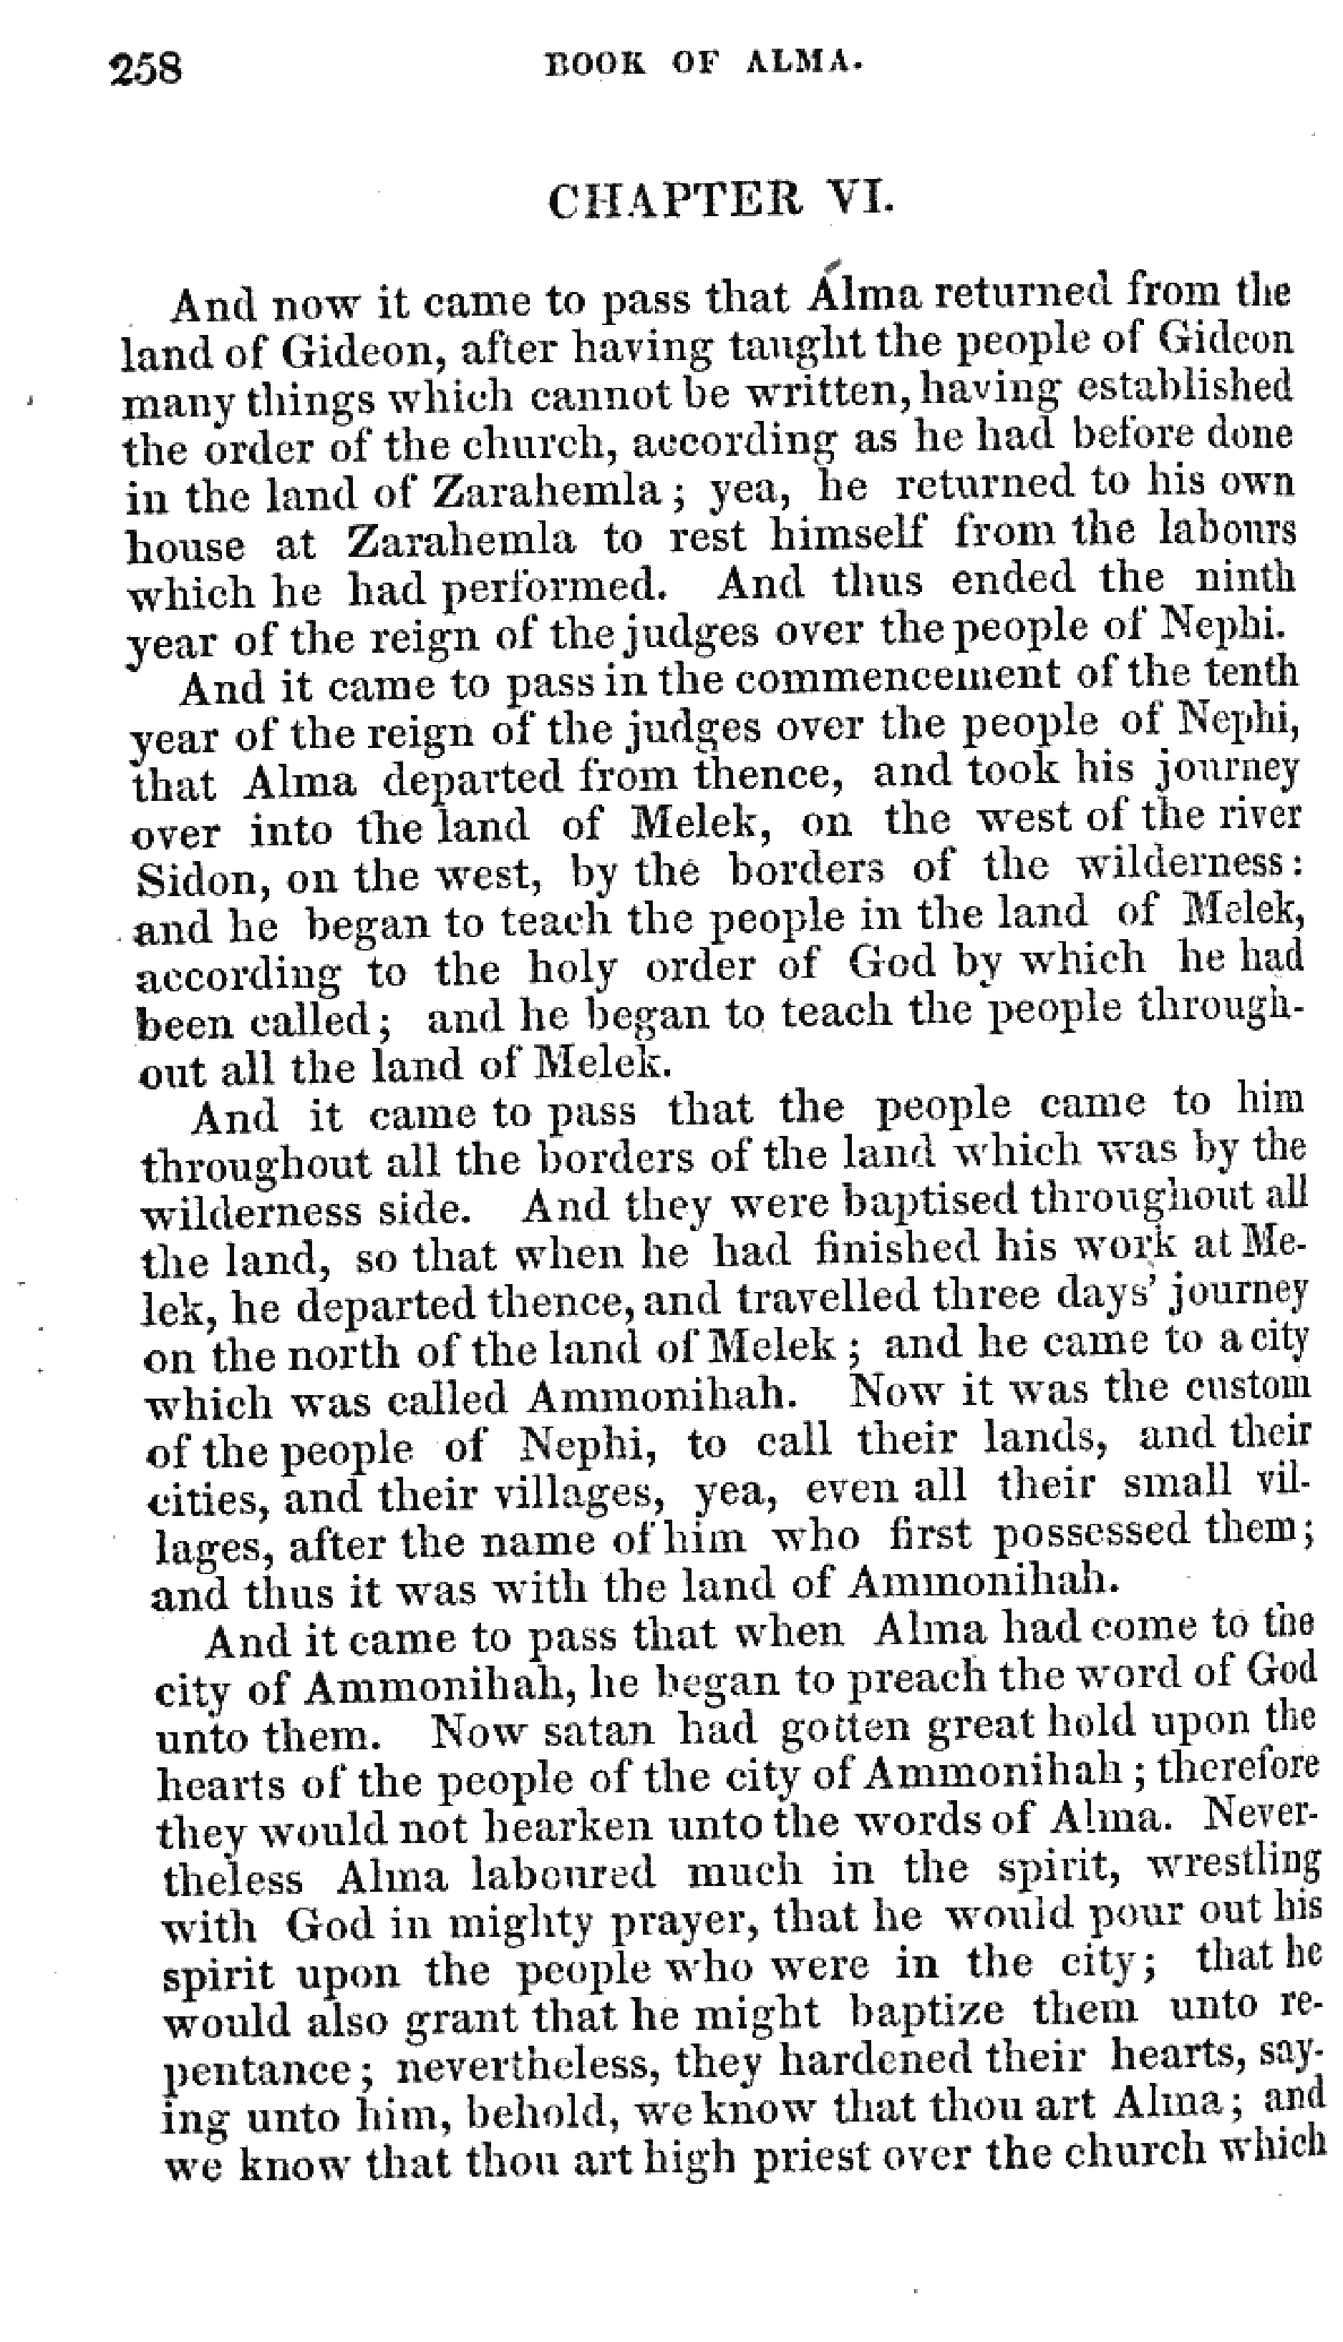 258 BOOK OF ALMA.
CHAPTER VI.
And now it came to pass that Alma returned from the
land of Gideon, after having taught the people of Gideon
many things which cannot be written, having established
the order of the church, according as he had before done
in the land of Zarahemla; yea, he returned to his own
house at Zarahemla to rest himself from the labours
which he had performed. And thus ended the ninth
year of the reign of the judges over the people of Nephi.
And it came to pass in the commencement of the tenth
year of the reign of the judges over the people of Nephi,
that Alma departed from thence, and took his journey
over into the land of Melek, on the west of the river
Sidon, on the west, by the borders of the wilderness:
and he began to teach the people in the land of Melek,
according to the holy order of God by which he had
been called; and he began to teach the people through-
out all the land of Melek.
And it came to pass that the people came to him
throughout all the borders of the land which was by the
wilderness side. And they were baptised throughout all
the land, so that when he had finished his work at Me-
lek, he departed thence, and travelled three days' journey
on the north of the land of Melek; and he came to a city
which was called Ammonihah. Now it was the custom
of the people of Nephi, to call their lands, and their
cities, and their villages, yea, even all their small vil-
lages, after the name of him who first possessed them;
and thus it was with the land of Ammonihah.
And it came to pass that when Alma had come to the
city of Ammonihah, he began to preach the word of God
unto them. Now satan had gotten great hold upon the
hearts of the people of the city of Ammonihah; therefore
they would not hearken unto the words of Alma. Never-
theless Alma laboured much in the spirit, wrestling
with God in mighty prayer, that he would pour out his
spirit upon the people who were in the city; that he
would also grant that he might baptize them unto re-
pentance; nevertheless, they hardened their hearts, say-
ing unto him, behold, we know that thou art Alma; and
we know that thou art high priest over the church which